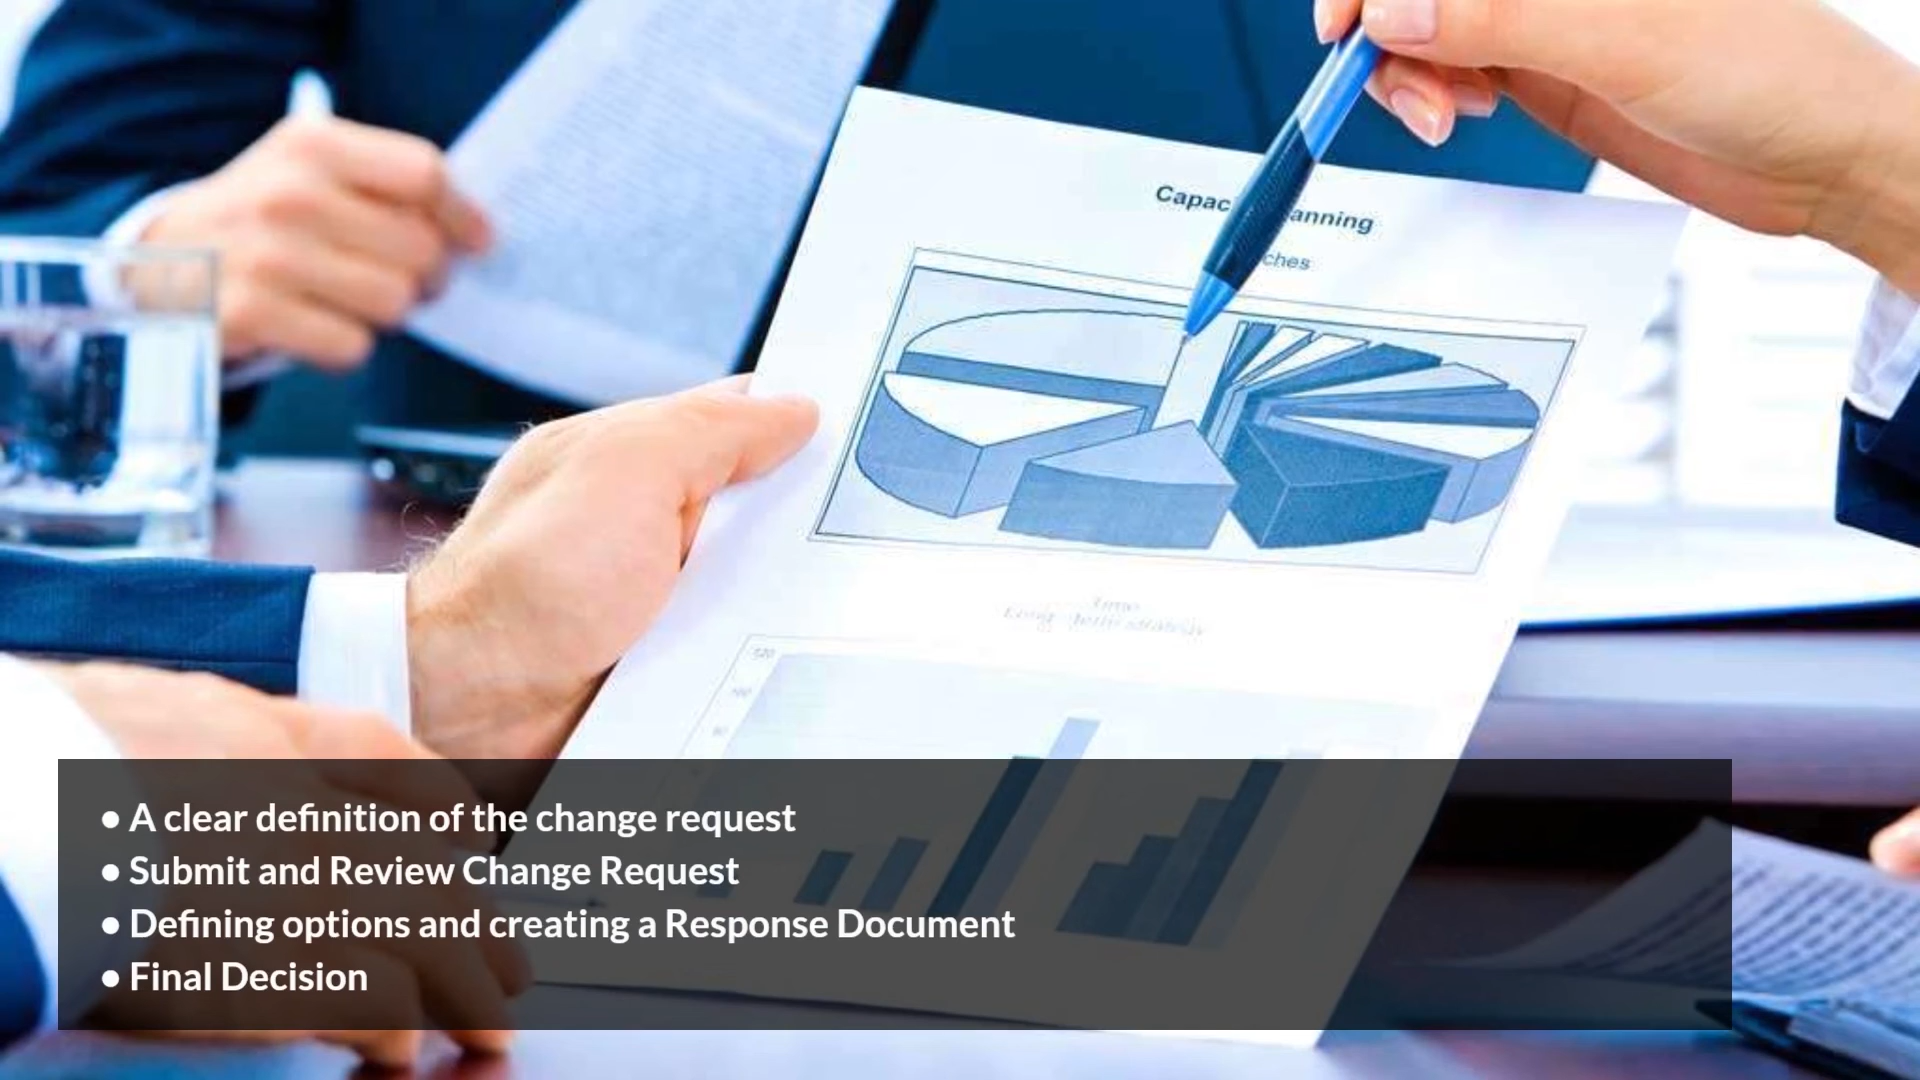 Capac anning
ches
120
• A clear definition of the change request
• Submit and Review Change Request
• Defining options and creating a Response Document
• Final Decision